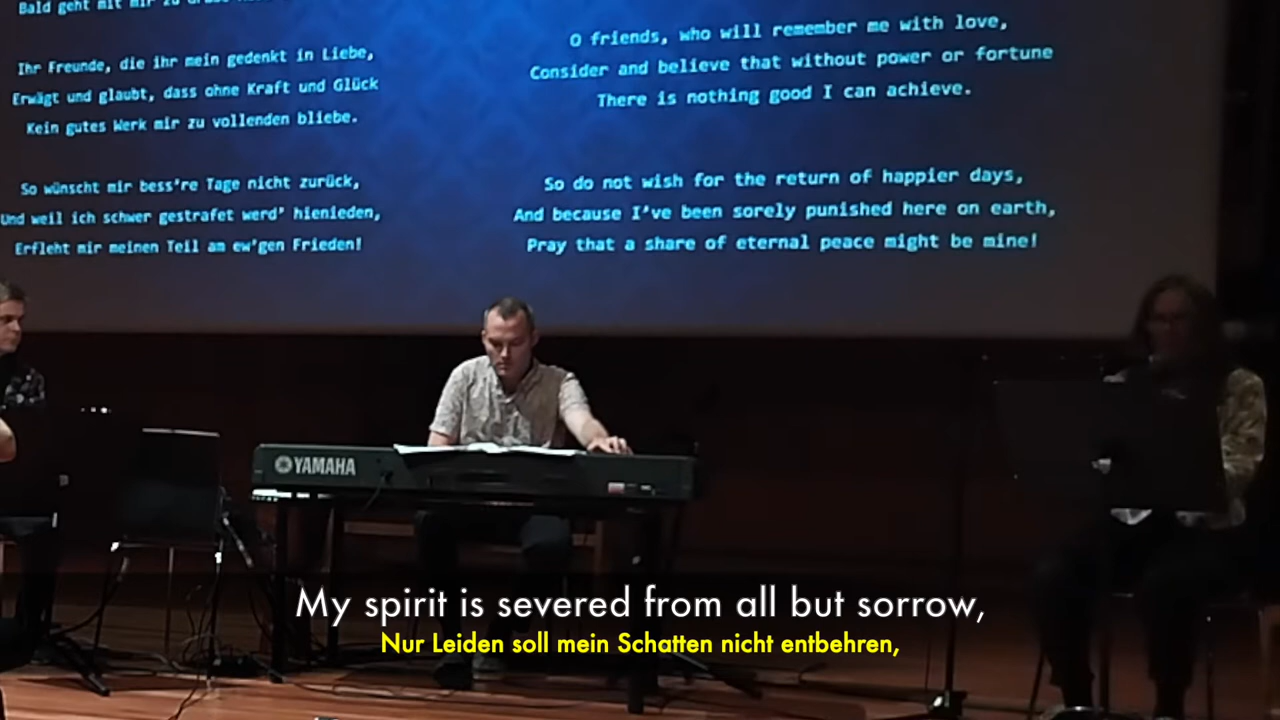 Bald geht mit mir zu
Ihr Freunde, die ihr mein gedenkt in Liebe,
Erwägt und glaubt, dass ohne Kraft und Glück
Kein gutes Werk mir zu vollenden bliebe.
So wünscht mir bess're Tage nicht zurück,
Und weil ich schwer gestrafet werd' hienieden,
Erfleht mir meinen Teil am ew'gen Frieden!
O friends, who will remember me with love,
Consider and believe that without power or fortune
There is nothing good I can achieve.
So do not wish for the return of happier days,
And because I've been sorely punished here on earth,
Pray that a share of eternal peace might be mine!
YAMAHA
My spirit is severed from all but sorrow,
Nur Leiden soll mein Schatten nicht entbehren,